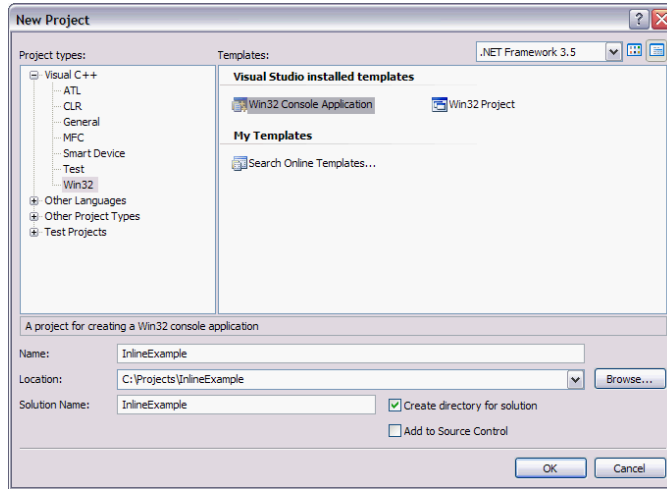 New Project
Project types:
Templates:
.NET Framework 3.5
Visual C++
ATL
CLR
General
MFC
Smart Device
Test
Win32
Other Languages
Other Project Types
Test Projects
Visual Studio installed templates
Win32 Console Application
Win32 Project
My Templates
Search Online Templates...
A project for creating a Win32 console application
Name:
InlineExample
Location:
C:\Projects\InlineExample
Browse...
Solution Name:
InlineExample
Create directory for solution
Add to Source Control
OK
Cancel